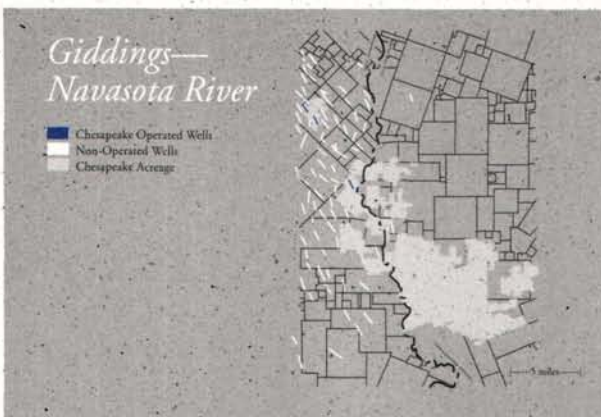 Giddings—
Navasota River
Chesapeake Operated Wells
Non-Operated Wells
Chesapeake Acreage
5 miles